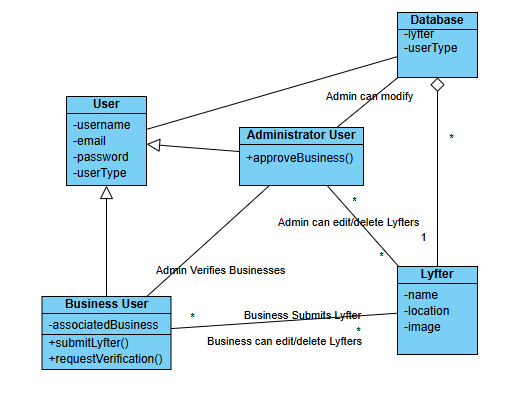 Database
-lyfter
-userType
Admin can modify
User
-username
-email
-password
-userType
Administrator User
+approveBusiness()
*
*
Admin can edit/delete Lyfters
1
*
Admin Verifies Businesses
Lyfter
-name
-location
-image
Business User
-associatedBusiness
+submitLyfter()
+requestVerification()
*
Business Submits Lyfter
*
Business can edit/delete Lyfters